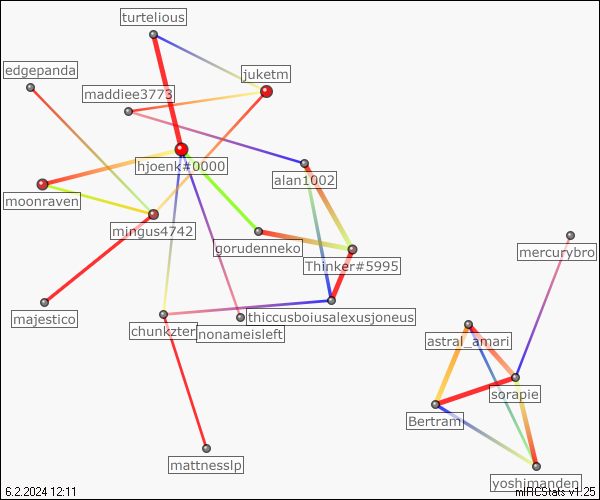 turtelious
edgepanda
juketm
maddiee3773
hjoenk#0000
alan1002
moonraven
mingus4742
gorudenneko
mercurybro
Thinker#5995
majestico
thiccusboiusalexusjoneus
chunkzter
nonameisleft
astral_amari
sorapie
Bertram
mattnesslp
yoshimanden
6.2.2024 12:11
mIRCStats v1.25